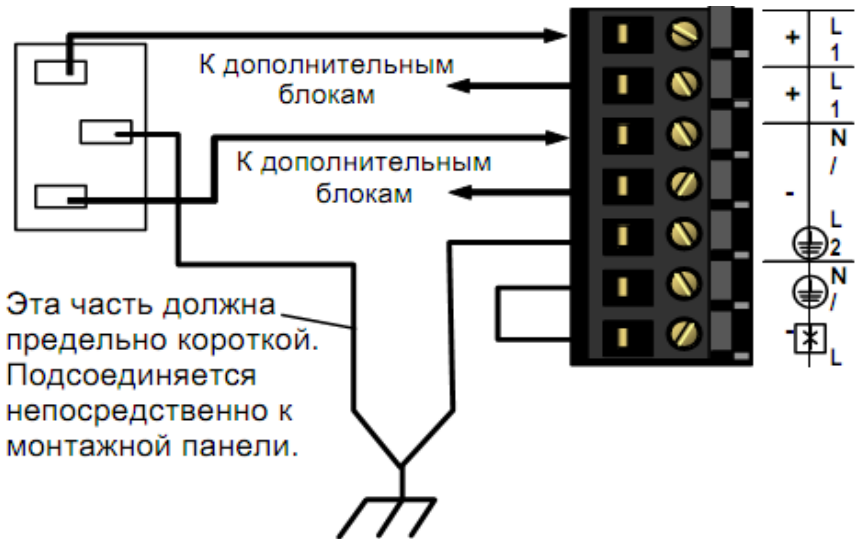 К дополнительным
блокам
К дополнительным
блокам
Эта часть должна
предельно короткой.
Подсоединяется
непосредственно к
монтажной панели.
+ L
1
+ L
1
N
/
-
L
2
N
/
-
L